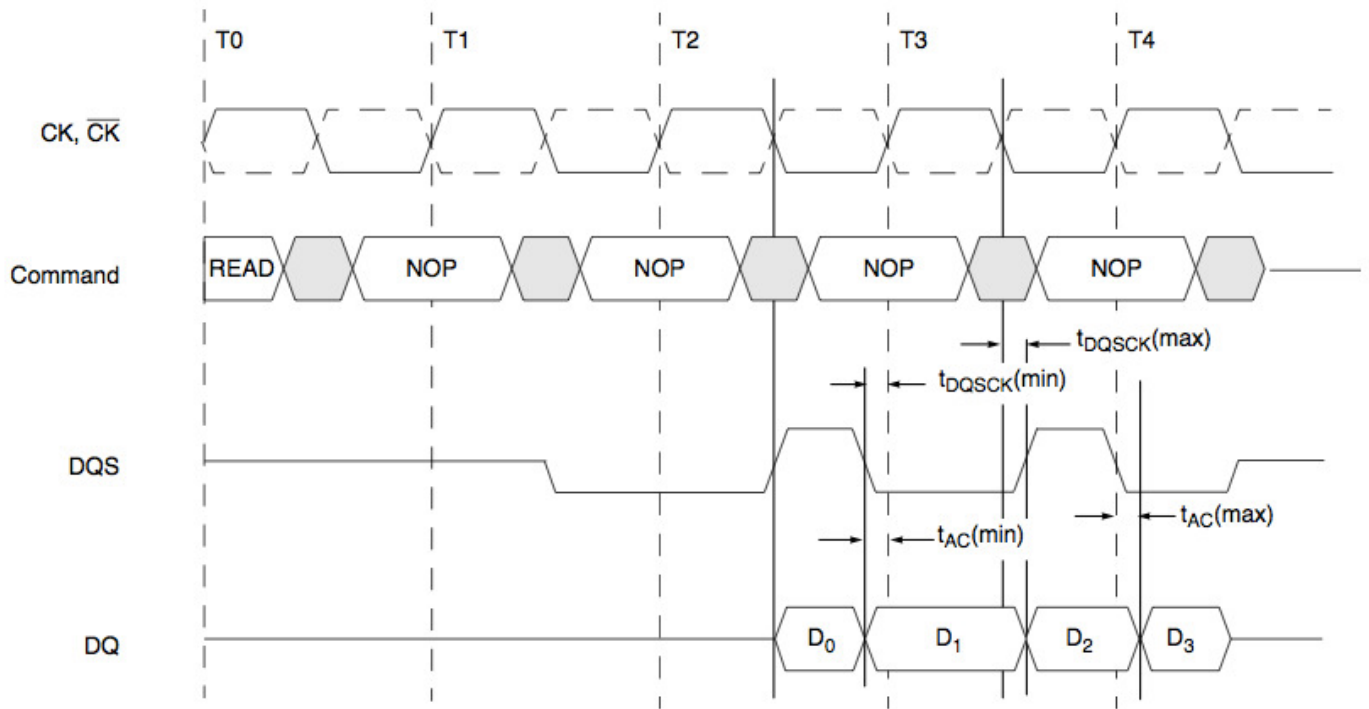 T0 T1 T2 T3 T4
CK, C̅K̅
Command READ NOP NOP NOP NOP
tDQSCK(max)
tDQSCK(min)
DQS
tAC(max)
tAC(min)
DQ D0 D1 D2 D3